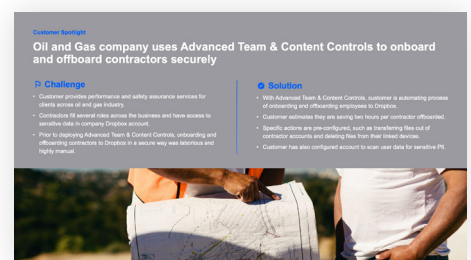 Customer Spotlight
Oil and Gas company uses Advanced Team & Content Controls to onboard
and offboard contractors securely
Challenge
• Customer provides performance and safety assurance services for
clients across oil and gas industry.
• Contractors fill several roles across the business and have access to
sensitive data in company Dropbox account.
• Prior to deploying Advanced Team & Content Controls, onboarding and
offboarding contractors to Dropbox in a secure way was laborious and
highly manual.
Solution
• With Advanced Team & Content Controls, customer is automating process
of onboarding and offboarding employees to Dropbox.
• Customer estimates they are saving two hours per contractor offboarded.
• Specific actions are pre-configured, such as transferring files out of
contractor accounts and deleting files from their linked devices.
• Customer has also configured account to scan user data for sensitive PII.